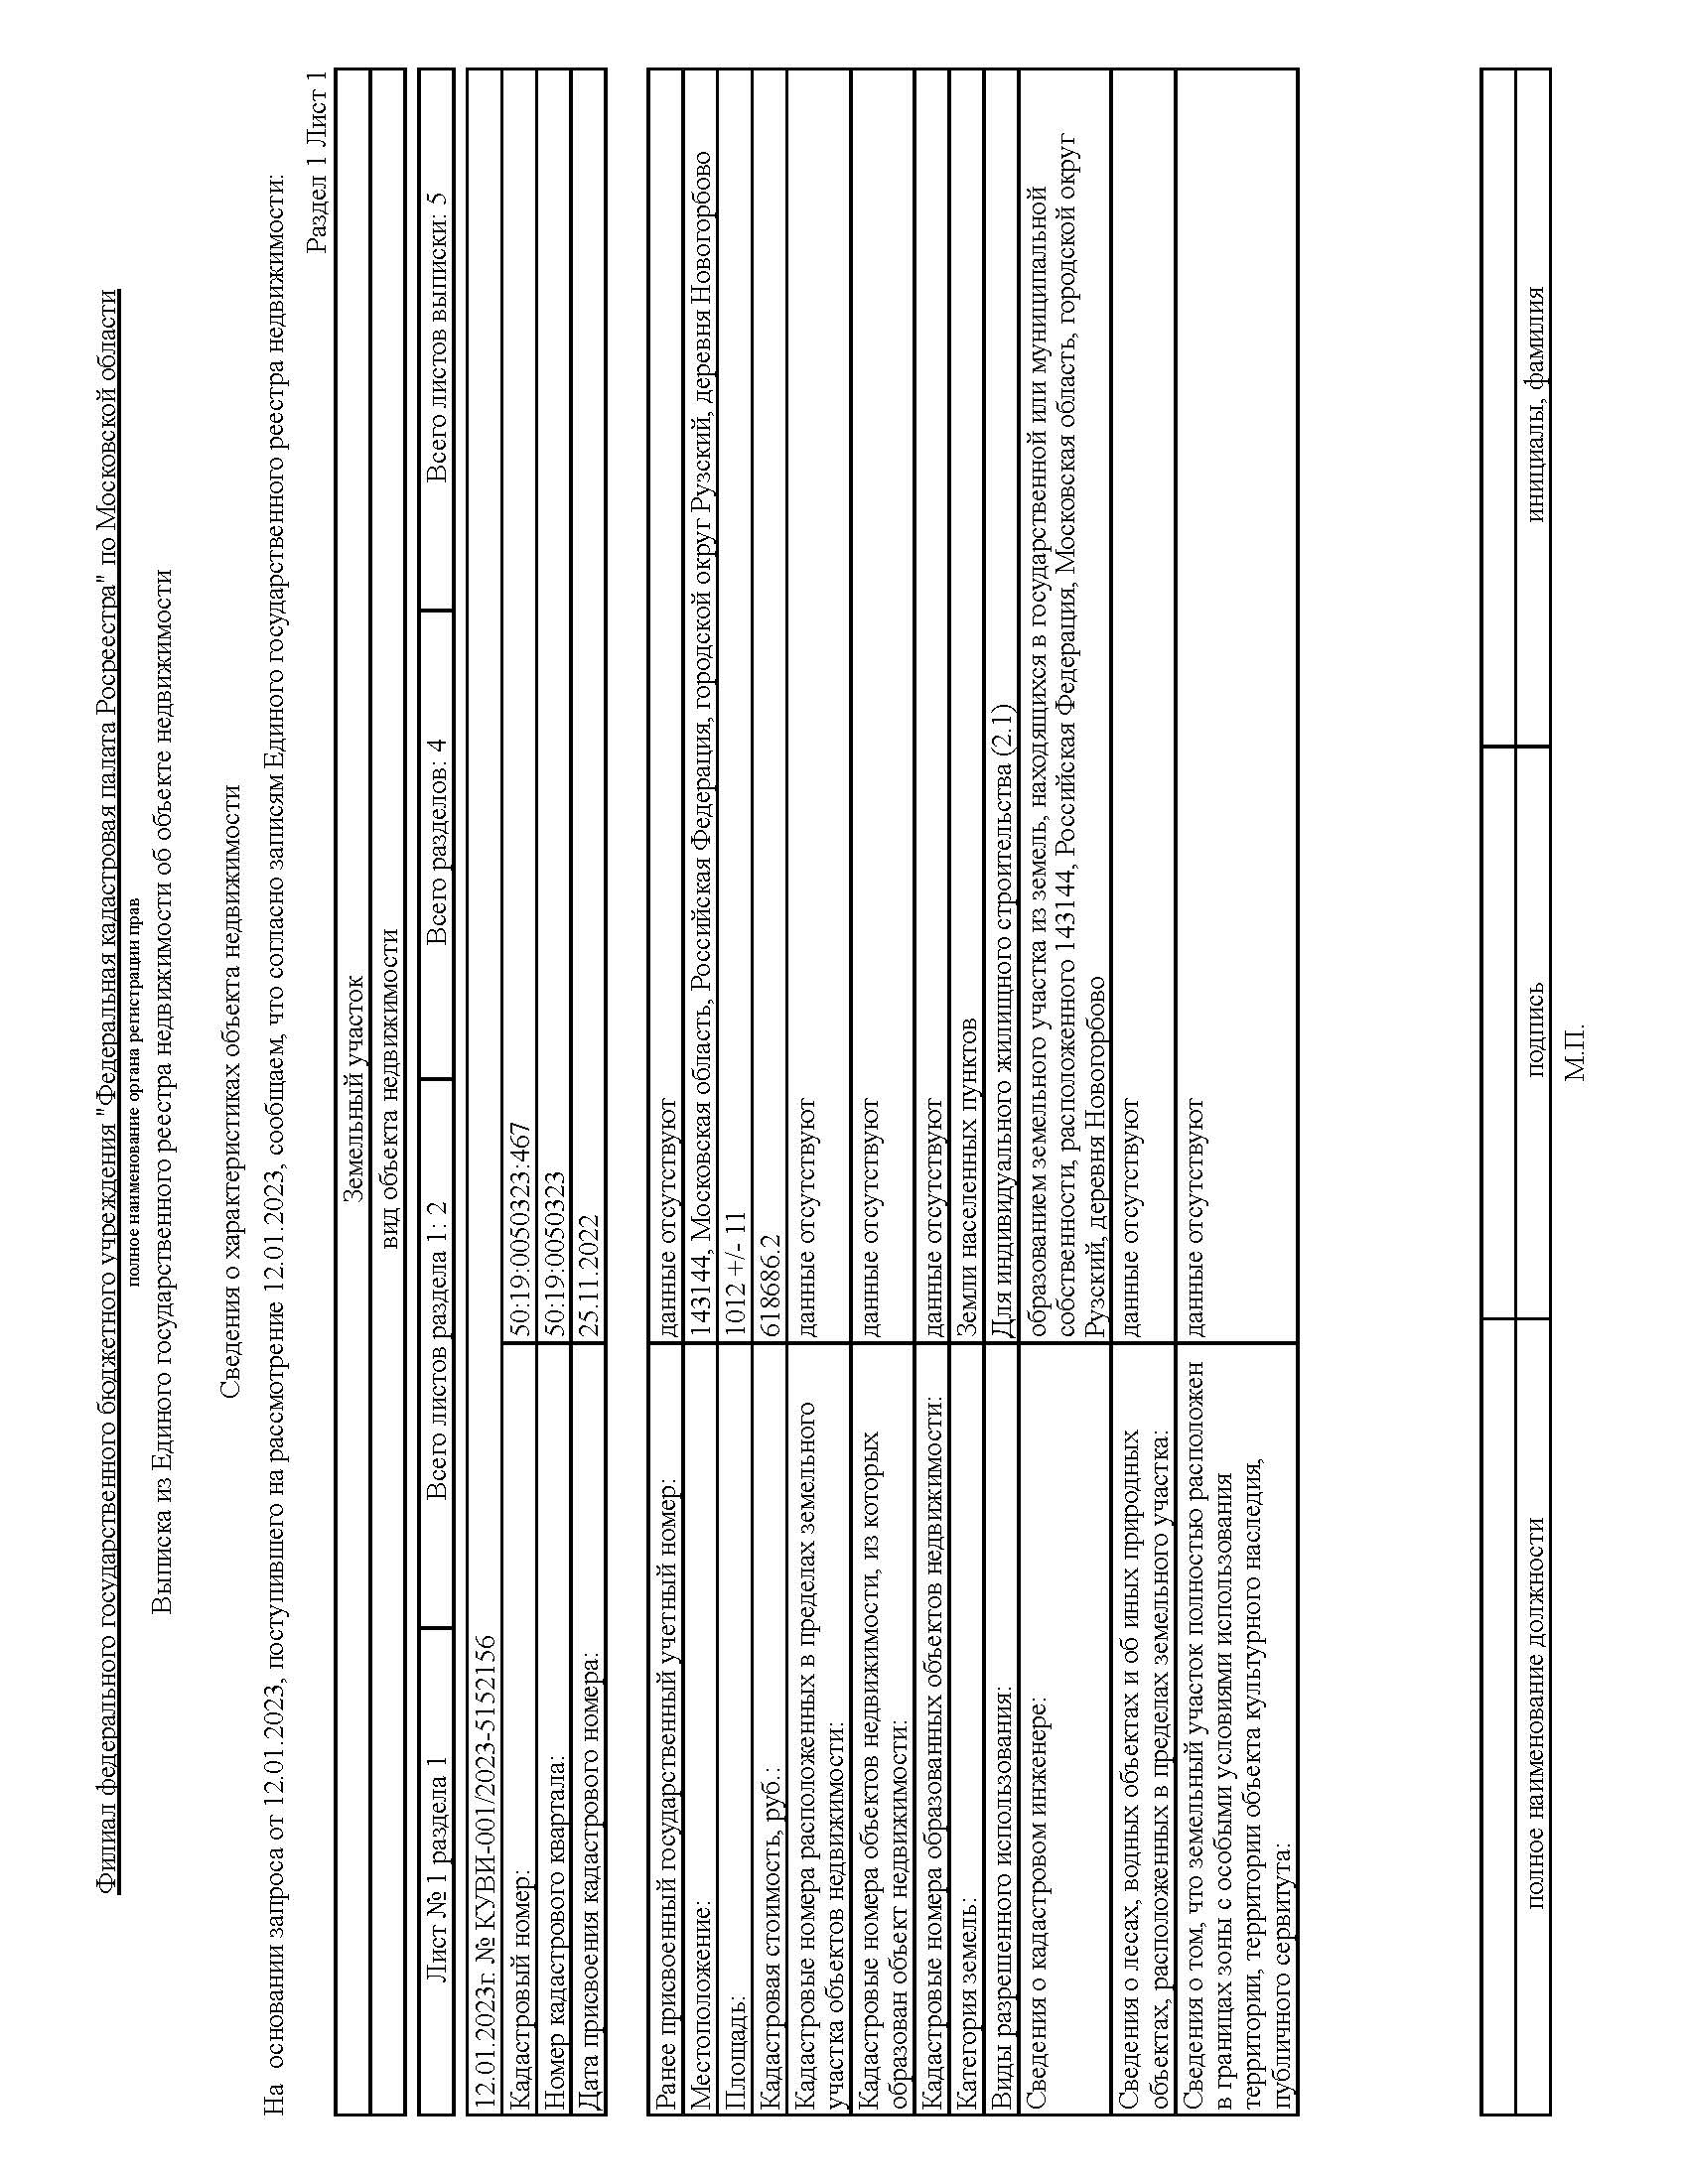 Филиал федерального государственного бюджетного учреждения "Федеральная кадастровая палата Росреестра" по Московской области
полное наименование органа регистрации прав
Выписка из Единого государственного реестра недвижимости об объекте недвижимости
Сведения о характеристиках объекта недвижимости
На основании запроса от 12.01.2023, поступившего на рассмотрение 12.01.2023, сообщаем, что согласно записям Единого государственного реестра недвижимости:
Раздел 1 Лист 1
Земельный участок
вид объекта недвижимости
Лист № 1 раздела 1
Всего листов раздела 1: 2
Всего разделов: 4
Всего листов выписки: 5
12.01.2023г. № КУВИ-001/2023-5152156
Кадастровый номер:
50:19:0050323:467
Номер кадастрового квартала:
50:19:0050323
Дата присвоения кадастрового номера:
25.11.2022
Ранее присвоенный государственный учетный номер:
данные отсутствуют
Местоположение:
143144, Московская область, Российская Федерация, городской округ Рузский, деревня Новогорбово
Площадь:
1012 +/- 11
Кадастровая стоимость, руб.:
618686.2
Кадастровые номера расположенных в пределах земельного
участка объектов недвижимости:
данные отсутствуют
Кадастровые номера объектов недвижимости, из которых
образован объект недвижимости:
данные отсутствуют
Кадастровые номера образованных объектов недвижимости:
данные отсутствуют
Категория земель:
Земли населенных пунктов
Виды разрешенного использования:
Для индивидуального жилищного строительства (2.1)
Сведения о кадастровом инженере:
образованием земельного участка из земель, находящихся в государственной или муниципальной
собственности, расположенного 143144, Российская Федерация, Московская область, городской округ
Рузский, деревня Новогорбово
Сведения о лесах, водных объектах и об иных природных
объектах, расположенных в пределах земельного участка:
данные отсутствуют
Сведения о том, что земельный участок полностью расположен
в границах зоны с особыми условиями использования
территории, территории объекта культурного наследия,
публичного сервитута:
данные отсутствуют
полное наименование должности
подпись
инициалы, фамилия
М.П.